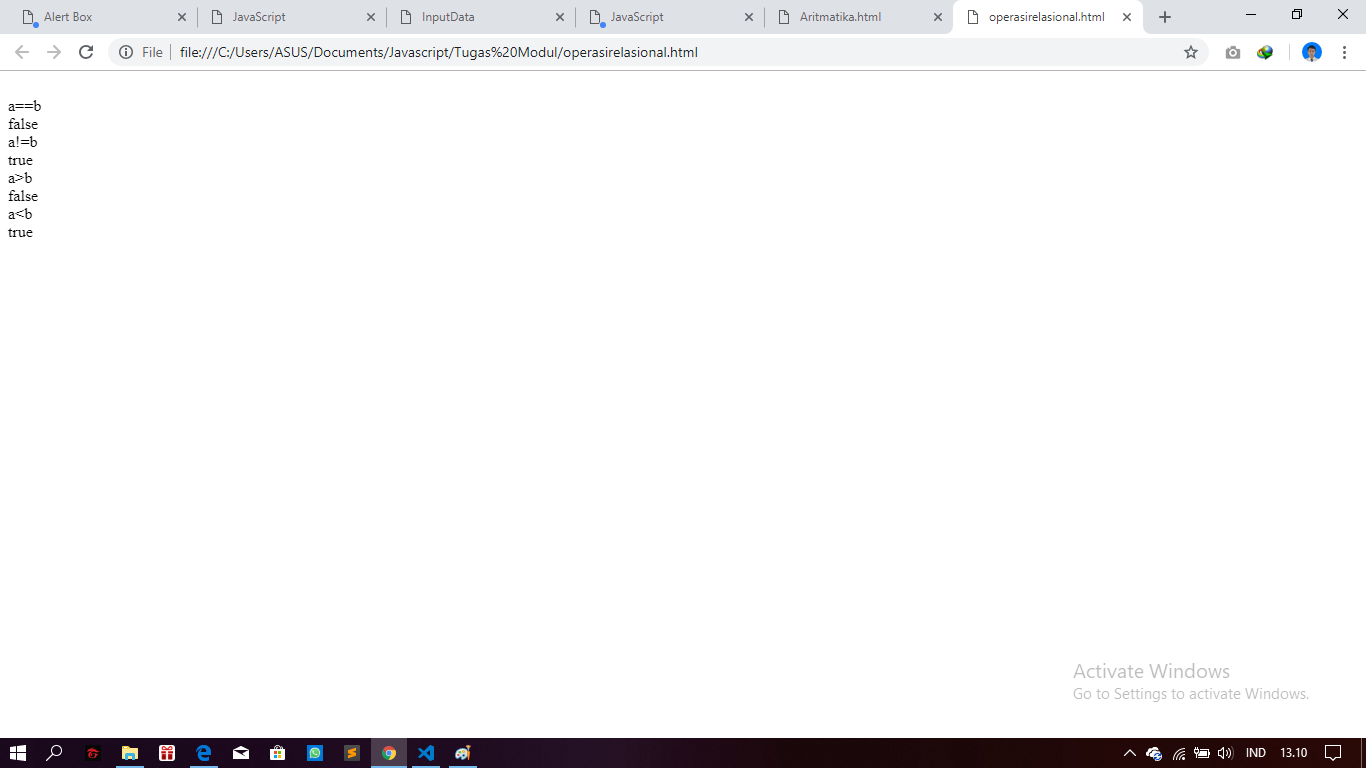 Alert Box
JavaScript
InputData
JavaScript
Aritmatika.html
operasirelasional.html
File
file:///C:/Users/ASUS/Documents/Javascript/Tugas%20Modul/operasirelasional.html
a==b
false
a!=b
true
a>b
false
a<b
true
Activate Windows
Go to Settings to activate Windows.
IND
13.10